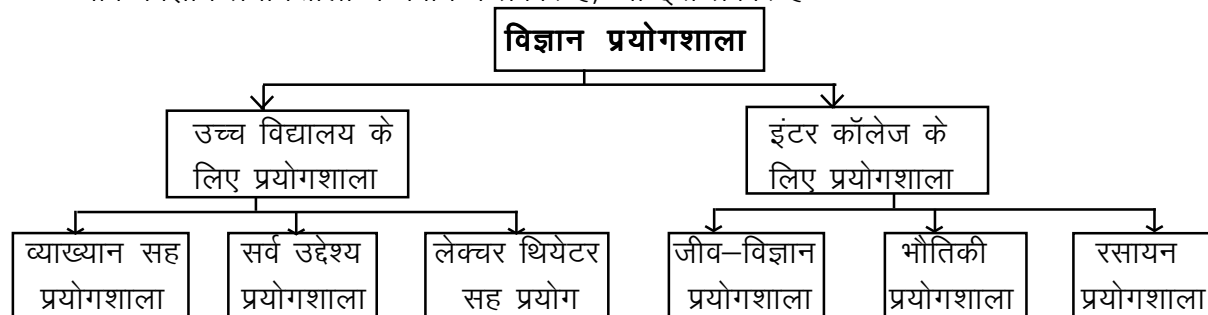 विज्ञान प्रयोगशाला
उच्च विद्यालय के
लिए प्रयोगशाला
इंटर कॉलेज के
लिए प्रयोगशाला
व्याख्यान सह
प्रयोगशाला
सर्व उद्देश्य
प्रयोगशाला
लेक्चर थियेटर
सह प्रयोग
जीव–विज्ञान
प्रयोगशाला
भौतिकी
प्रयोगशाला
रसायन
प्रयोगशाला